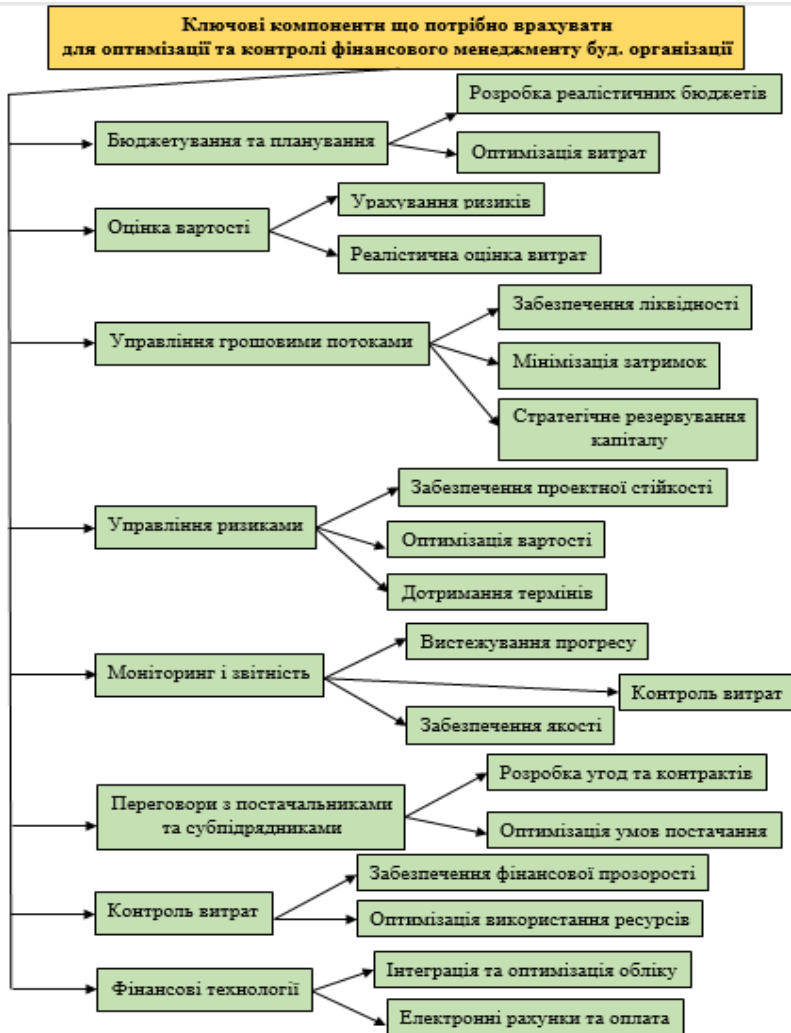 Ключові компоненти що потрібно врахувати
для оптимізації та контролі фінансового менеджменту буд. організації
Бюджетування та планування
Розробка реалістичних бюджетів
Оптимізація витрат
Оцінка вартості
Урахування ризиків
Реалістична оцінка витрат
Управління грошовими потоками
Забезпечення ліквідності
Мінімізація затримок
Стратегічне резервування
капіталу
Управління ризиками
Забезпечення проектної стійкості
Оптимізація вартості
Дотримання термінів
Моніторинг і звітність
Вистежування прогресу
Контроль витрат
Забезпечення якості
Переговори з постачальниками
та субпідрядниками
Розробка угод та контрактів
Оптимізація умов постачання
Контроль витрат
Забезпечення фінансової прозорості
Оптимізація використання ресурсів
Фінансові технології
Інтеграція та оптимізація обліку
Електронні рахунки та оплата